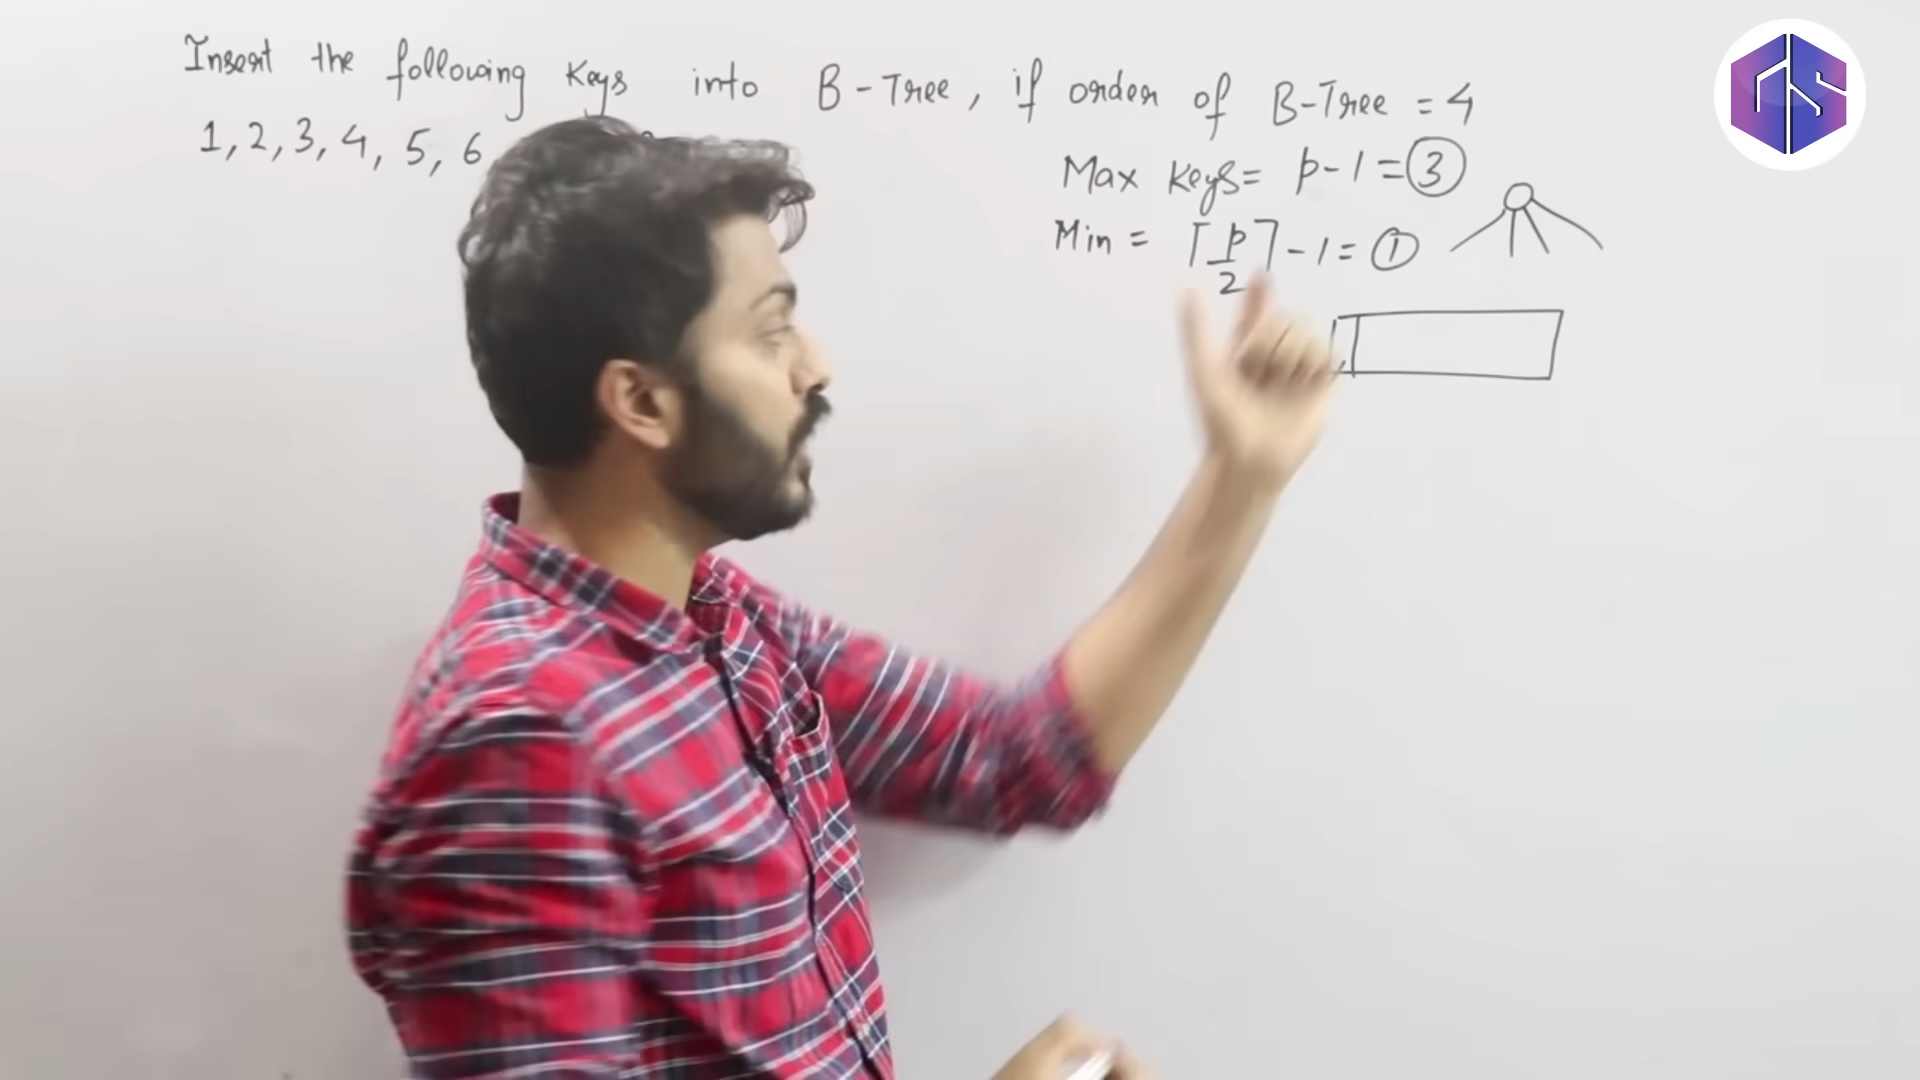 Insert the following Keys into B-Tree, if order of B-Tree = 4
1, 2, 3, 4, 5, 6
Max Keys = p-1 = 3
Min = ⌈p/2⌉ - 1 = 1